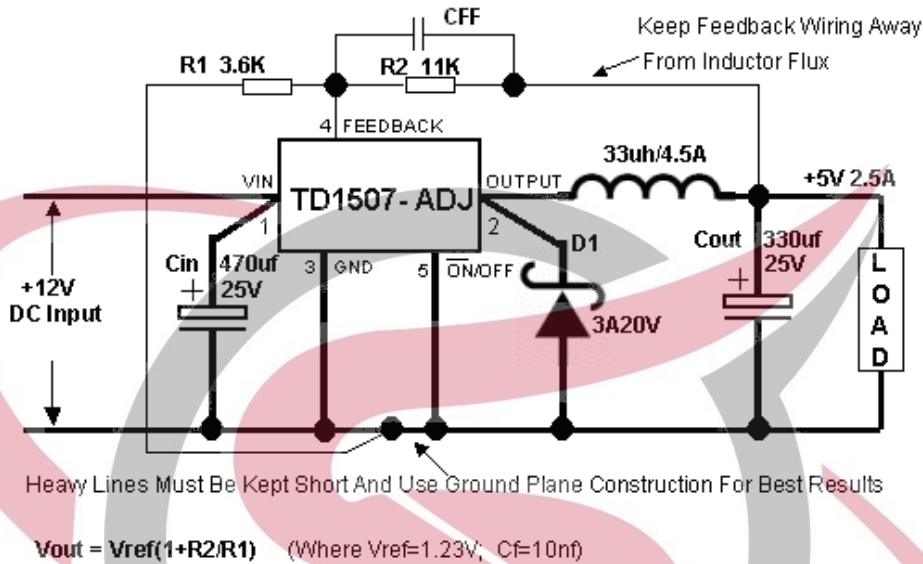 CFF
Keep Feedback Wiring Away
From Inductor Flux
R1 3.6K
R2 11K
4 FEEDBACK
33uh/4.5A
VIN
TD1507- ADJ
OUTPUT
+5V 2.5A
1
2
D1
Cin 470uf
+ 25V
3 GND
5 ON/OFF
Cout 330uf
+ 25V
LOAD
+12V
DC Input
3A20V
Heavy Lines Must Be Kept Short And Use Ground Plane Construction For Best Results
Vout = Vref(1+R2/R1) (Where Vref=1.23V; Cf=10nf)